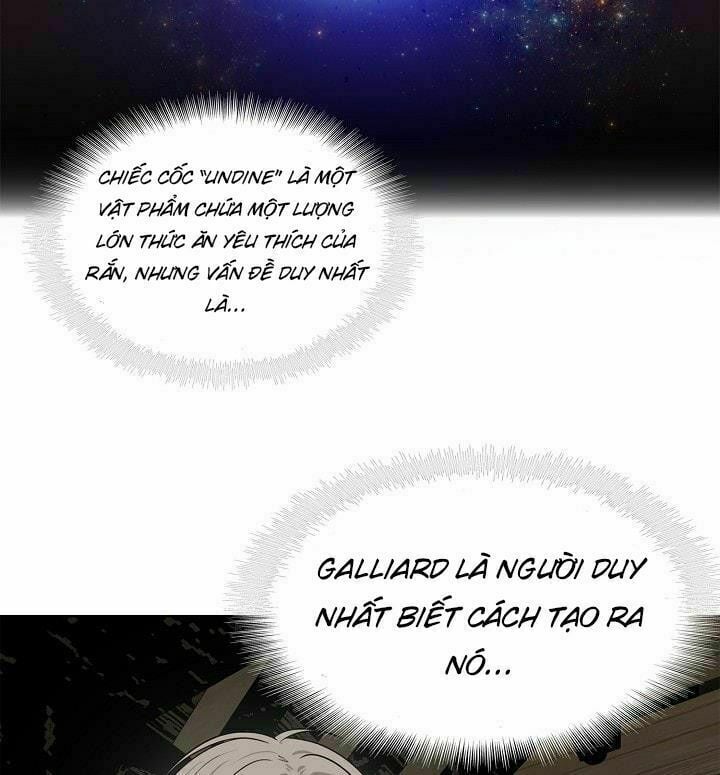 CHIẾC CỐC "UNDINE" LÀ MỘT
VẬT PHẨM CHỨA MỘT LƯỢNG
LỚN THỨC ĂN YÊU THÍCH CỦA
RẮN, NHƯNG VẤN ĐỀ DUY NHẤT
LÀ...
GALLIARD LÀ NGƯỜI DUY
NHẤT BIẾT CÁCH TẠO RA
NÓ...